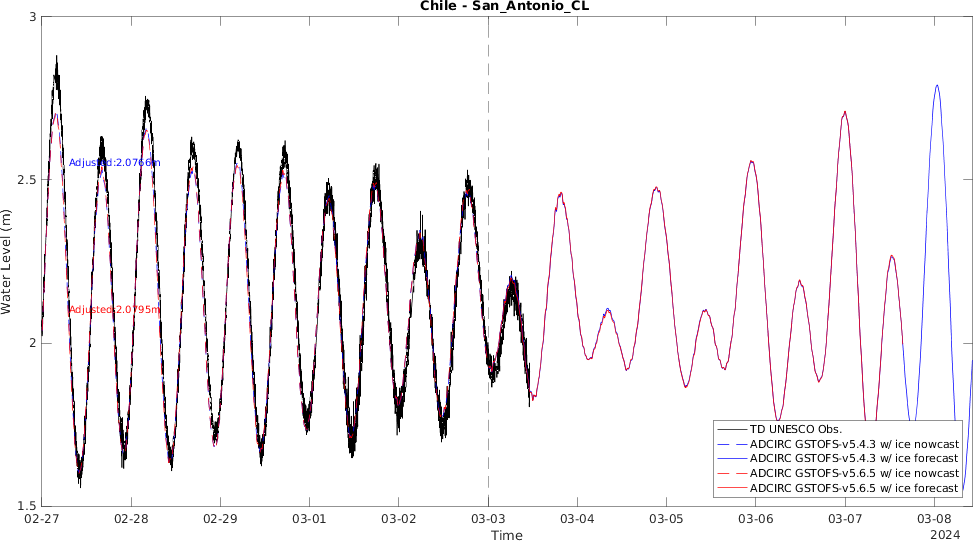 Chile - San_Antonio_CL
3
2.5
2
1.5
Water Level (m)
Adjusted:2.0766m
Adjusted:2.0795m
TD UNESCO Obs.
ADCIRC GSTOFS-v5.4.3 w/ ice nowcast
ADCIRC GSTOFS-v5.4.3 w/ ice forecast
ADCIRC GSTOFS-v5.6.5 w/ ice nowcast
ADCIRC GSTOFS-v5.6.5 w/ ice forecast
02-27 02-28 02-29 03-01 03-02 03-03 03-04 03-05 03-06 03-07 03-08
Time
2024